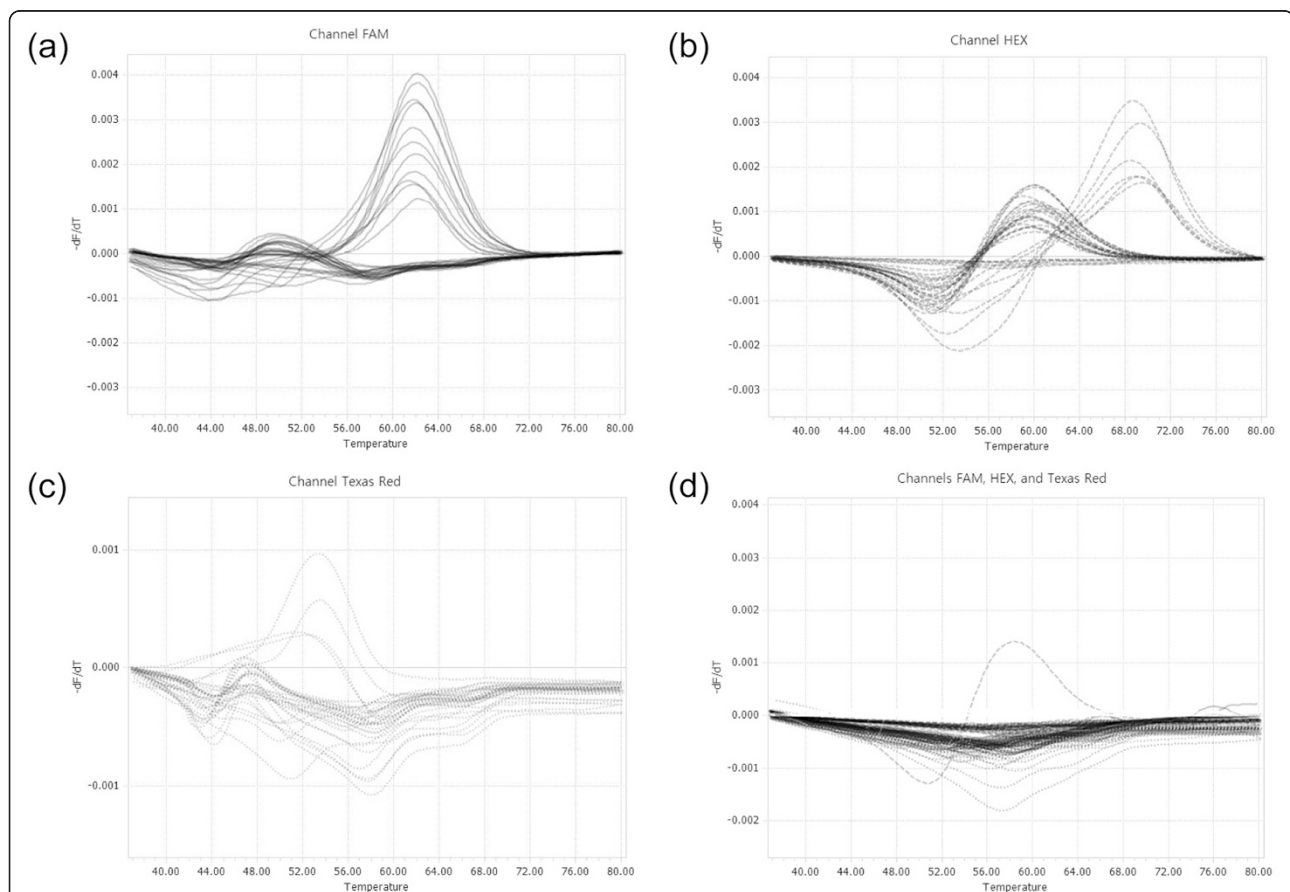 (a)
Channel FAM
0.004
0.003
0.002
0.001
0.000
-0.001
-0.002
-0.003
-dF/dT
40.00 44.00 48.00 52.00 56.00 60.00 64.00 68.00 72.00 76.00 80.00
Temperature
(b)
Channel HEX
0.004
0.003
0.002
0.001
0.000
-0.001
-0.002
-0.003
-dF/dT
40.00 44.00 48.00 52.00 56.00 60.00 64.00 68.00 72.00 76.00 80.00
Temperature
(c)
Channel Texas Red
0.001
0.000
-0.001
-dF/dT
40.00 44.00 48.00 52.00 56.00 60.00 64.00 68.00 72.00 76.00 80.00
Temperature
(d)
Channels FAM, HEX, and Texas Red
0.004
0.003
0.002
0.001
0.000
-0.001
-0.002
-dF/dT
40.00 44.00 48.00 52.00 56.00 60.00 64.00 68.00 72.00 76.00 80.00
Temperature